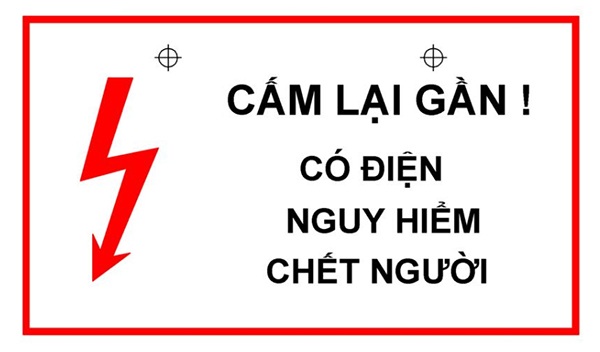 CẤM LẠI GẦN !
CÓ ĐIỆN
NGUY HIỂM
CHẾT NGƯỜI